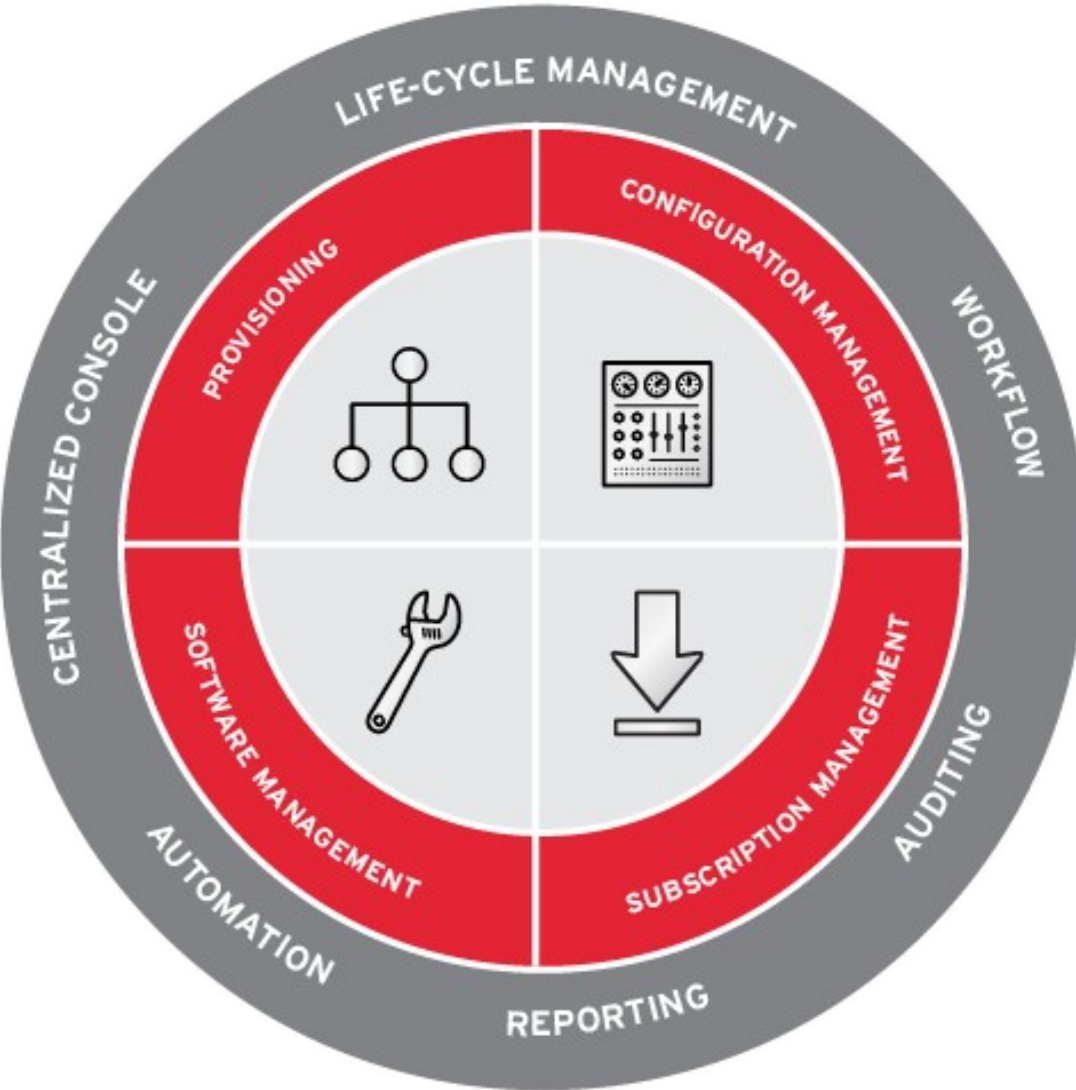 LIFE-CYCLE MANAGEMENT
PROVISIONING
CONFIGURATION MANAGEMENT
CENTRALIZED CONSOLE
WORKFLOW
SOFTWARE MANAGEMENT
SUBSCRIPTION MANAGEMENT
AUTOMATION
AUDITING
REPORTING